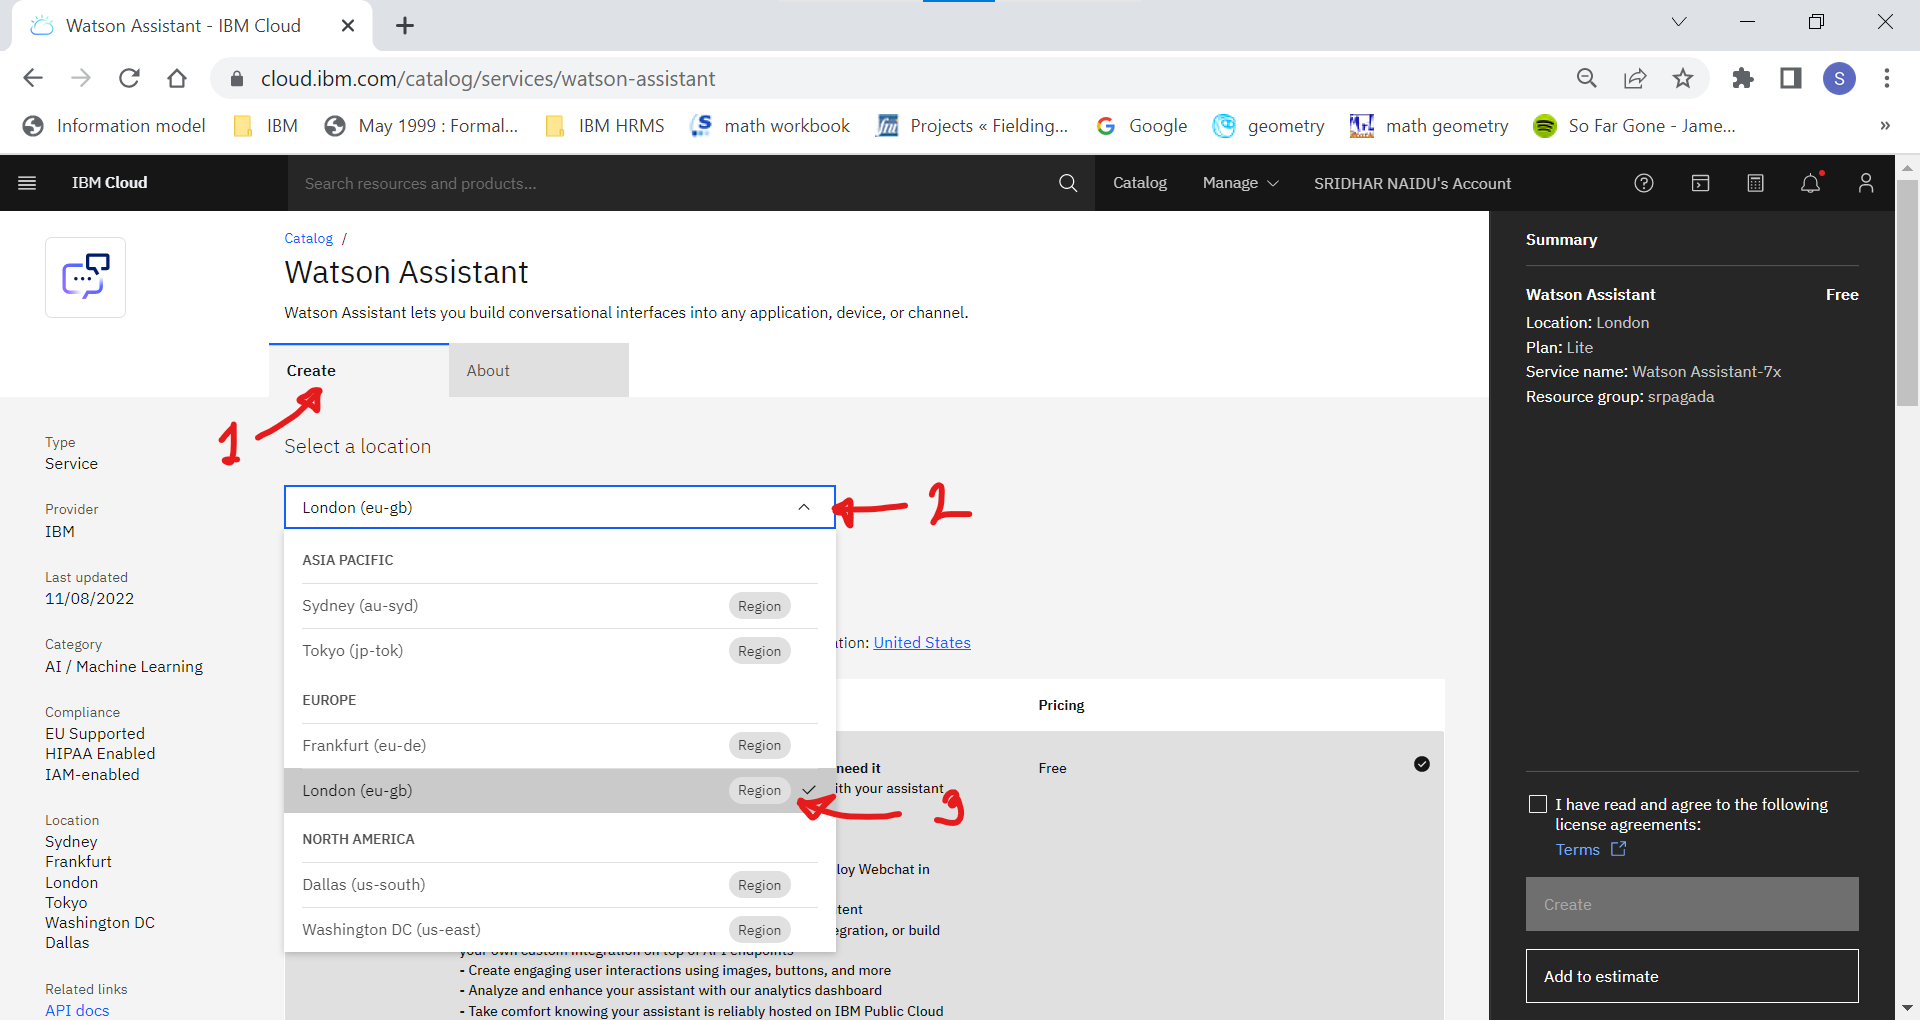 Watson Assistant - IBM Cloud
cloud.ibm.com/catalog/services/watson-assistant
S
Information model
IBM
May 1999 : Formal...
IBM HRMS
math workbook
Projects « Fielding...
Google
geometry
math geometry
So Far Gone - Jame...
»
IBM Cloud
Search resources and products...
Catalog
Manage
SRIDHAR NAIDU's Account
Catalog /
Watson Assistant
Watson Assistant lets you build conversational interfaces into any application, device, or channel.
Create
About
1
Type
Service
Provider
IBM
Last updated
11/08/2022
Category
AI / Machine Learning
Compliance
EU Supported
HIPAA Enabled
IAM-enabled
Location
Sydney
Frankfurt
London
Tokyo
Washington DC
Dallas
Related links
API docs
Select a location
London (eu-gb)
2
ASIA PACIFIC
Sydney (au-syd) Region
Tokyo (jp-tok) Region
EUROPE
Frankfurt (eu-de) Region
London (eu-gb) Region
3
NORTH AMERICA
Dallas (us-south) Region
Washington DC (us-east) Region
United States
Pricing
need it
Free
with your assistant
Webchat in
or build
- Create engaging user interactions using images, buttons, and more
- Analyze and enhance your assistant with our analytics dashboard
- Take comfort knowing your assistant is reliably hosted on IBM Public Cloud
Summary
Watson Assistant Free
Location: London
Plan: Lite
Service name: Watson Assistant-7x
Resource group: srpagada
I have read and agree to the following
license agreements:
Terms
Create
Add to estimate